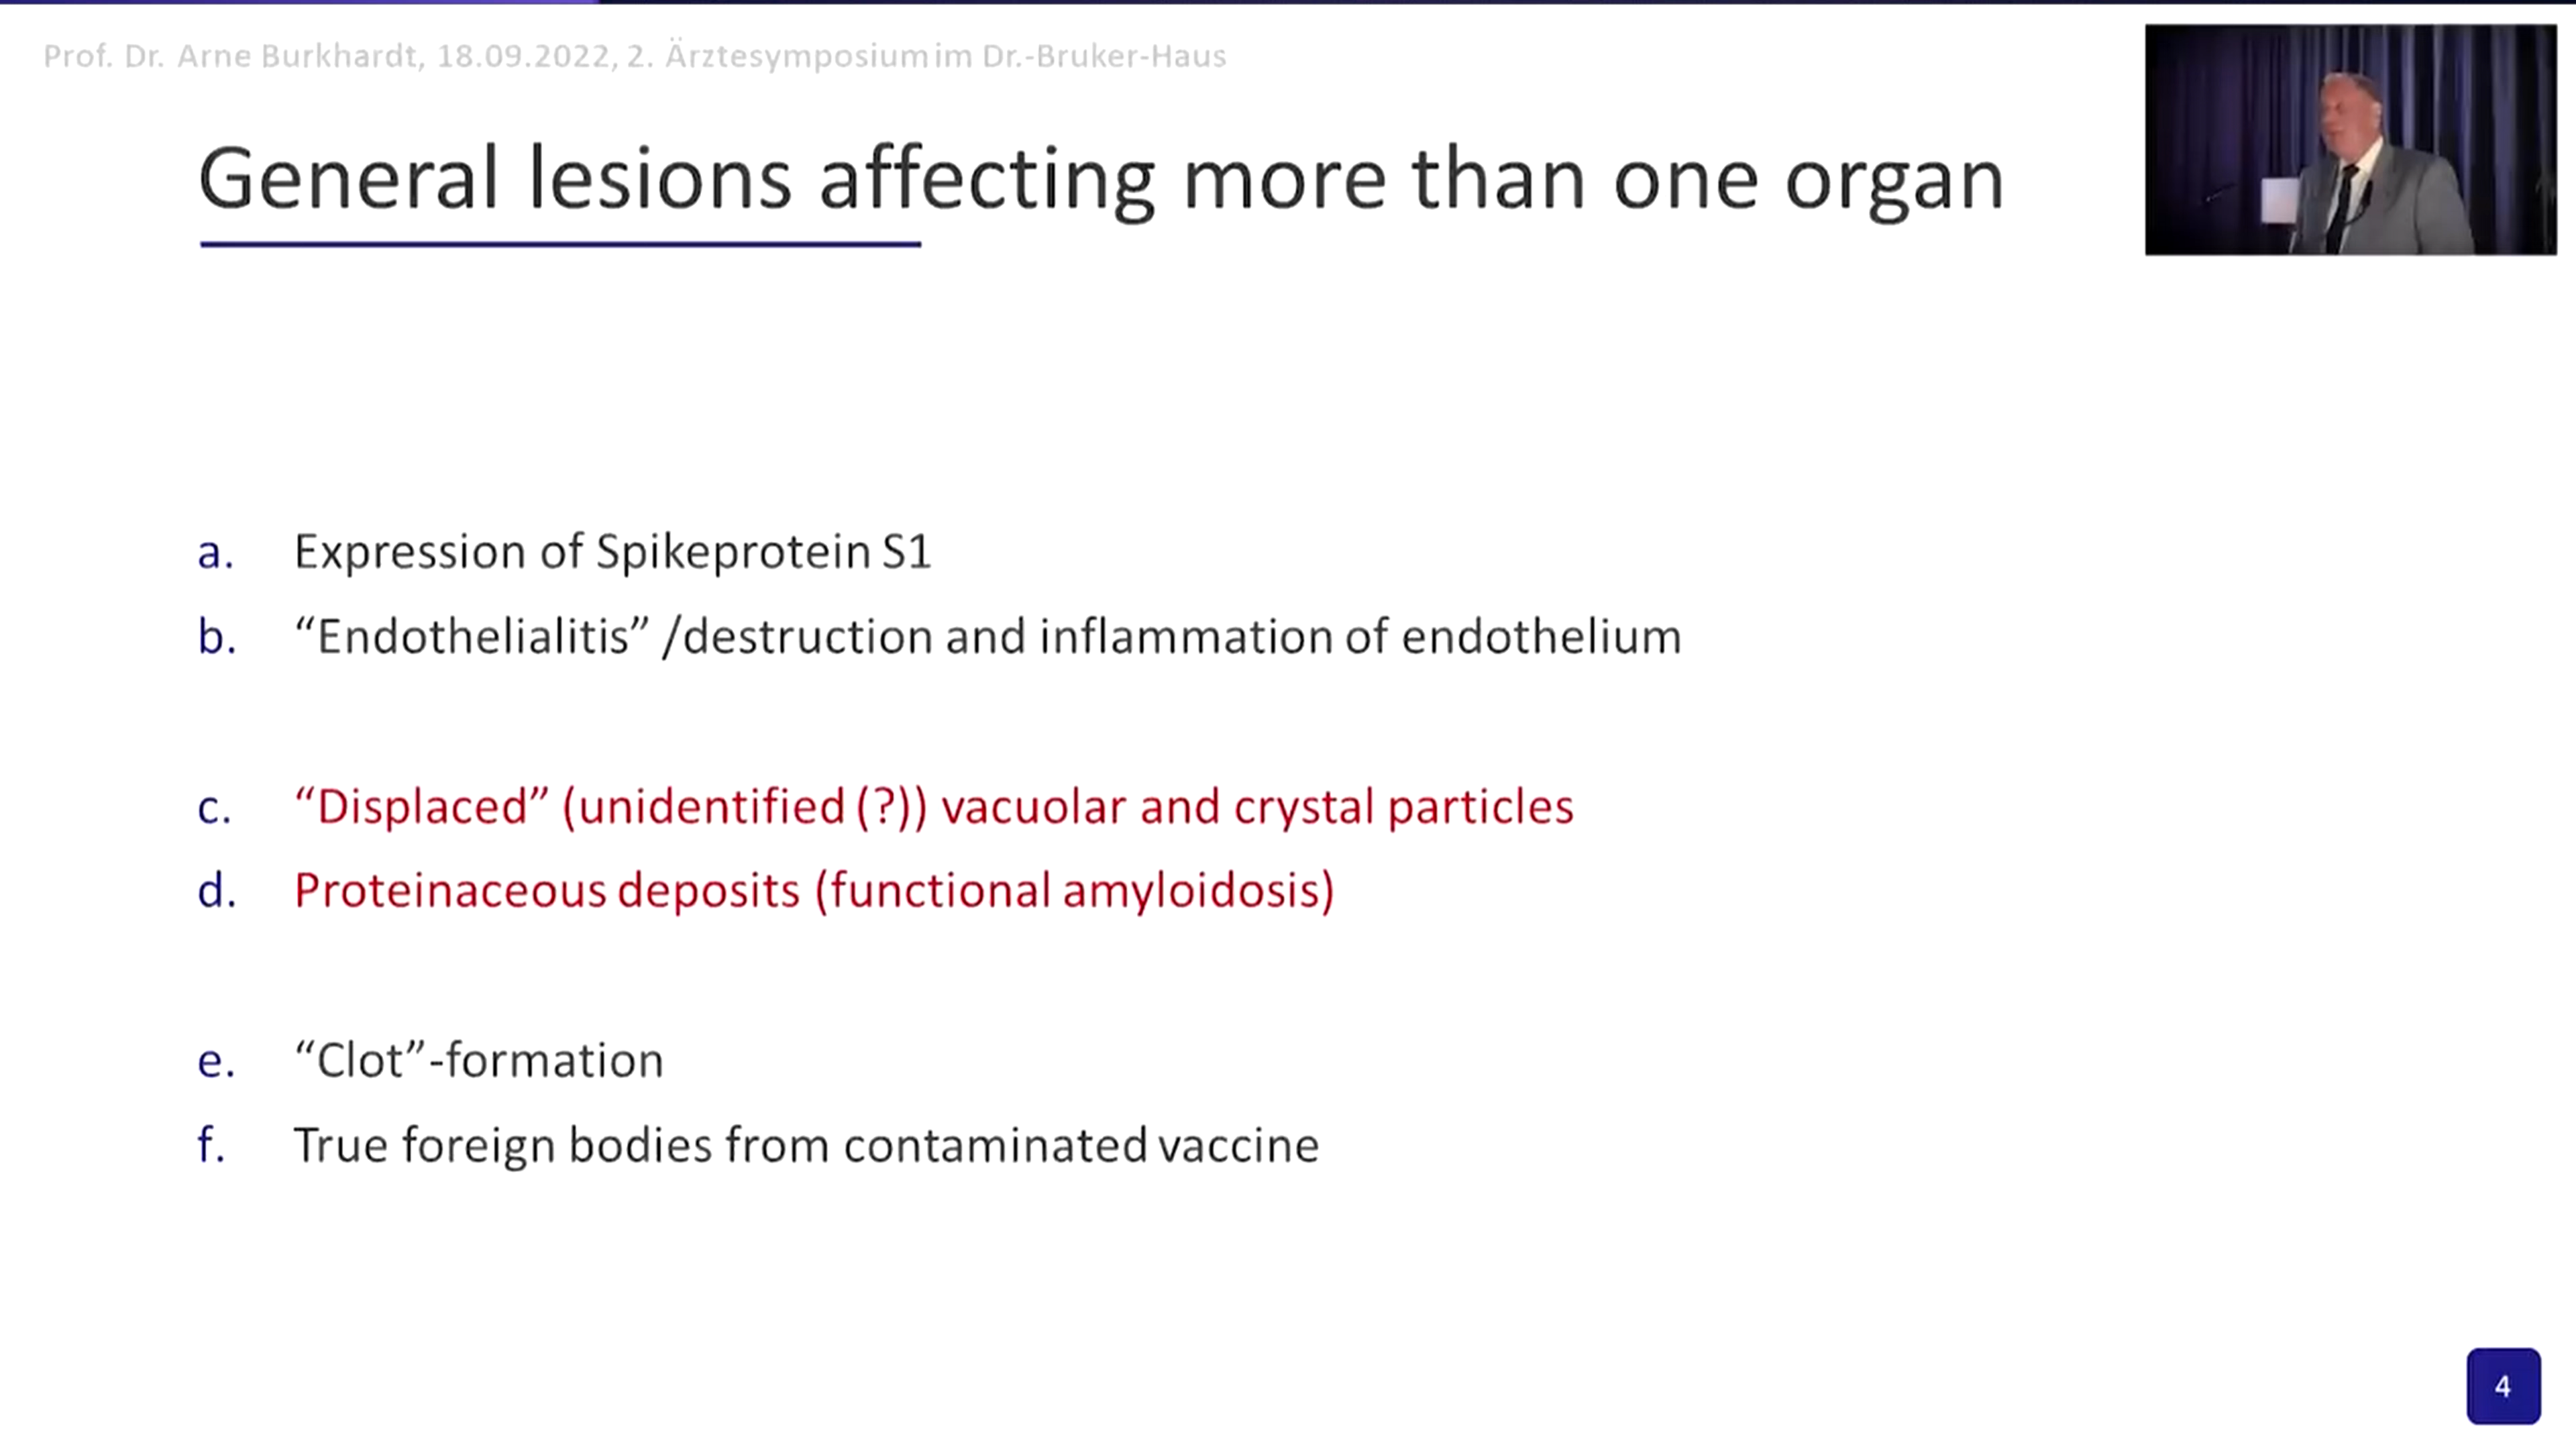 Prof. Dr. Arne Burkhardt, 18.09.2022, 2. Ärztesymposium im Dr.-Bruker-Haus
General lesions affecting more than one organ
a. Expression of Spikeprotein S1
b. “Endothelialitis” /destruction and inflammation of endothelium
c. “Displaced” (unidentified (?)) vacuolar and crystal particles
d. Proteinaceous deposits (functional amyloidosis)
e. “Clot”-formation
f. True foreign bodies from contaminated vaccine
4